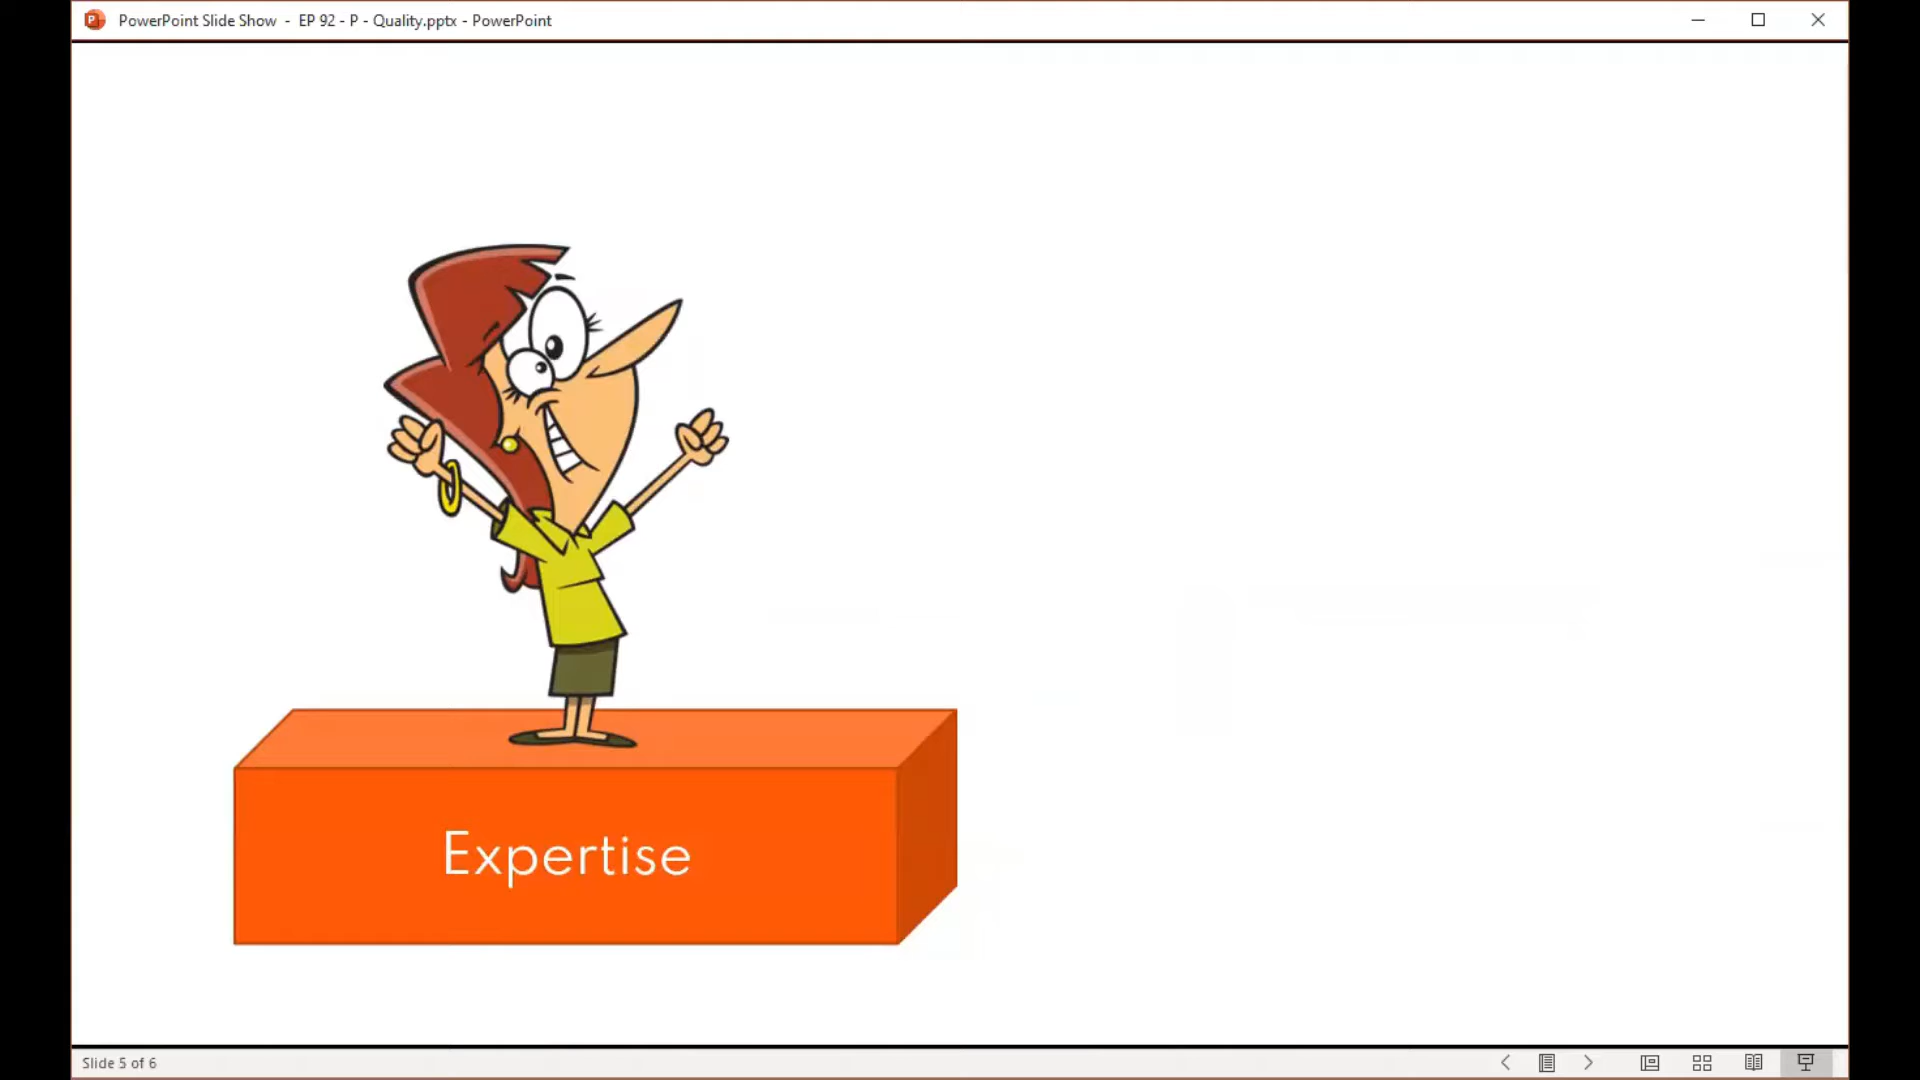 PowerPoint Slide Show - EP 92 - P - Quality.pptx - PowerPoint
Expertise
Slide 5 of 6